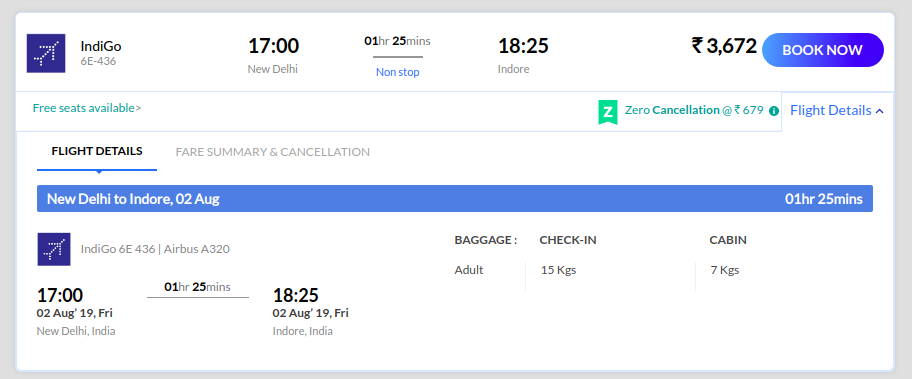 IndiGo
6E-436
17:00
New Delhi
01hr 25mins
Non stop
18:25
Indore
₹ 3,672
BOOK NOW
Free seats available>
Z
Zero Cancellation @ ₹ 679 i
Flight Details
FLIGHT DETAILS
FARE SUMMARY & CANCELLATION
New Delhi to Indore, 02 Aug 01hr 25mins
IndiGo 6E 436 | Airbus A320
17:00
02 Aug' 19, Fri
New Delhi, India
01hr 25mins
18:25
02 Aug' 19, Fri
Indore, India
BAGGAGE : CHECK-IN CABIN
Adult 15 Kgs 7 Kgs